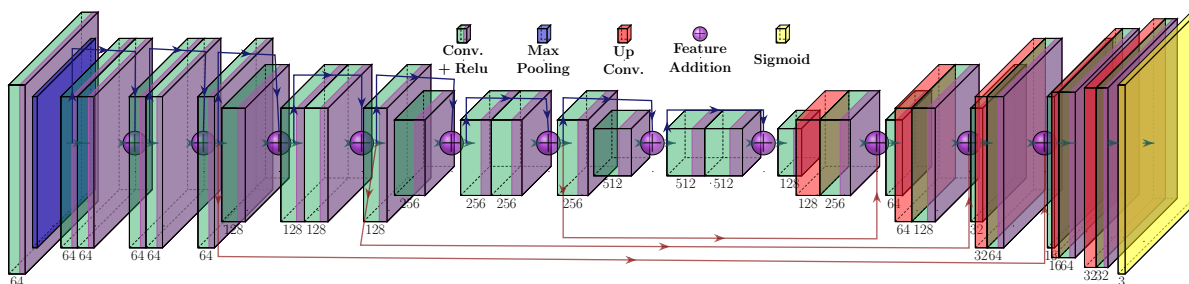 Conv.
+ Relu
Max
Pooling
Up
Conv.
Feature
Addition
Sigmoid
64
64 64
64 64
64
128
128 128
128
256
256 256
256
512
512 512
128
128 256
64
64 128
32
32 64
16 64
32 32
3